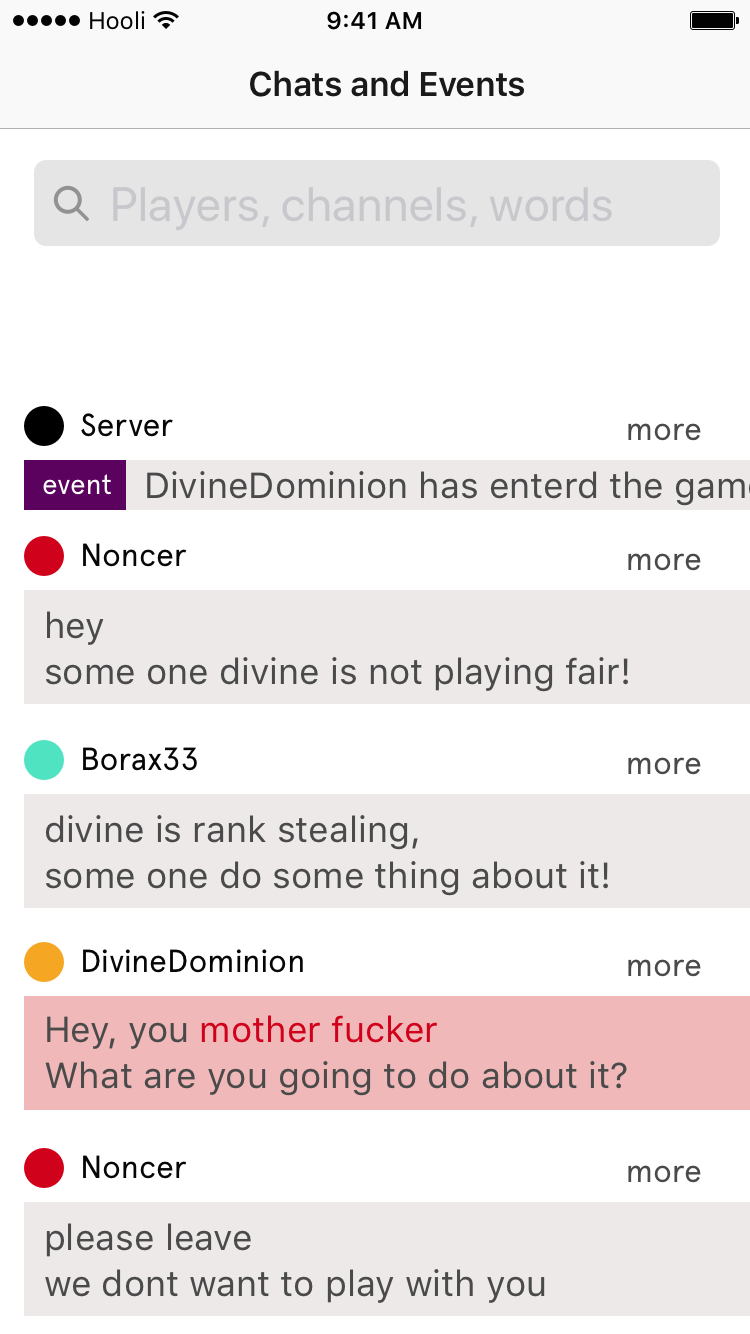 Hooli 9:41 AM
Chats and Events
Players, channels, words
Server more
event DivineDominion has enterd the gam
Noncer more
hey
some one divine is not playing fair!
Borax33 more
divine is rank stealing,
some one do some thing about it!
DivineDominion more
Hey, you mother fucker
What are you going to do about it?
Noncer more
please leave
we dont want to play with you